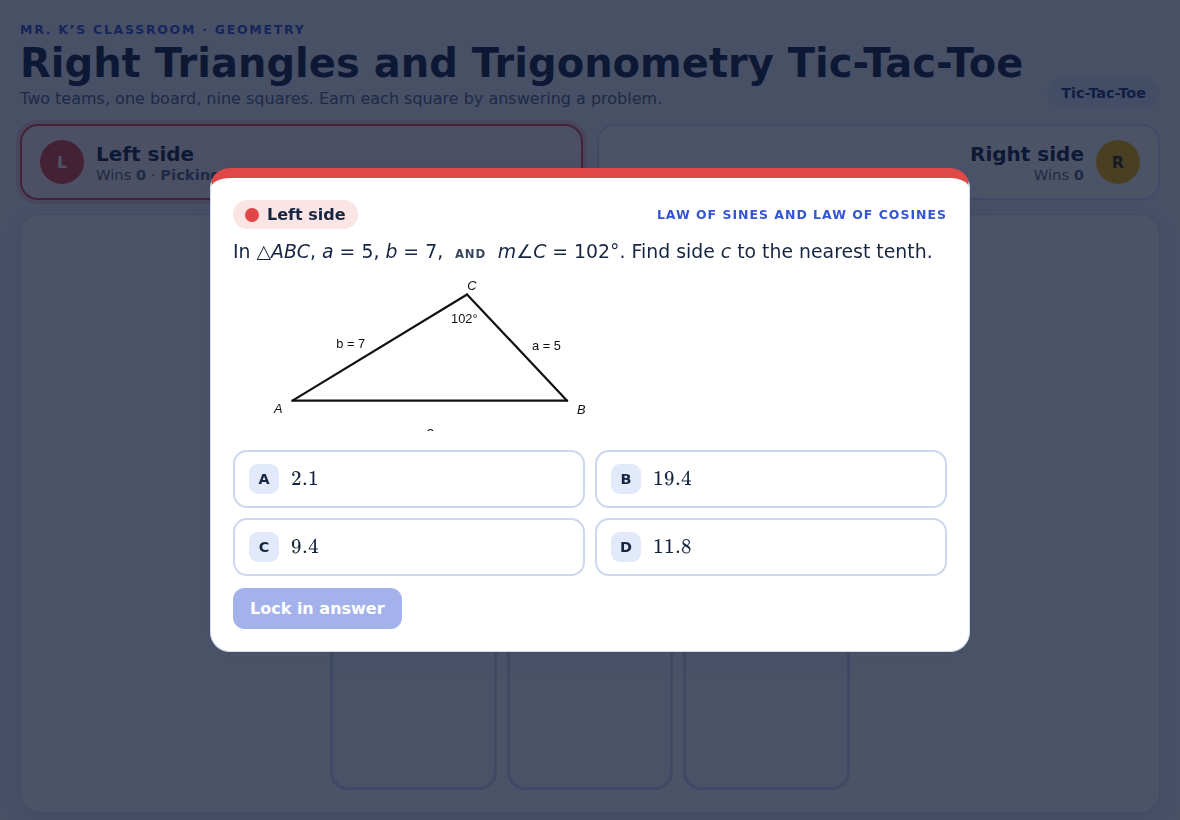 MR. K'S CLASSROOM · GEOMETRY
Right Triangles and Trigonometry Tic-Tac-Toe
Two teams, one board, nine squares. Earn each square by answering a problem.
Tic-Tac-Toe
L
Left side
Wins 0 · Picking
Right side
Wins 0
R
Left side
LAW OF SINES AND LAW OF COSINES
In △ABC, a = 5, b = 7, AND m∠C = 102°. Find side c to the nearest tenth.
C
102°
b = 7
a = 5
A
B
A 2.1
B 19.4
C 9.4
D 11.8
Lock in answer